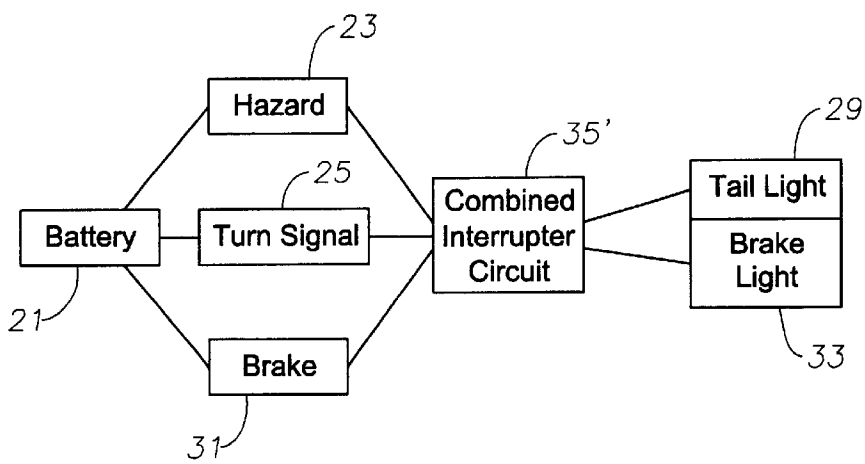 23
Hazard
29
35'
25
Tail Light
Combined
Interrupter
Circuit
Battery
Turn Signal
Brake
Light
21
Brake
33
31